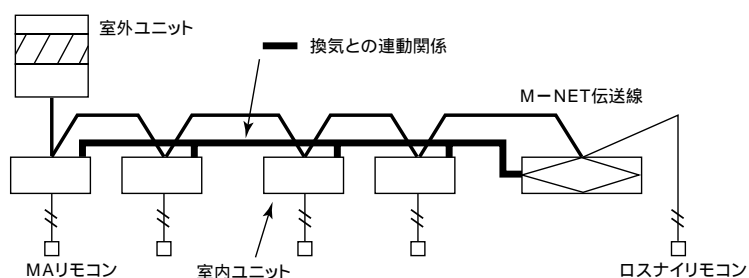 室外ユニット
換気との連動関係
M－NET伝送線
MAリモコン
室内ユニット
ロスナイリモコン